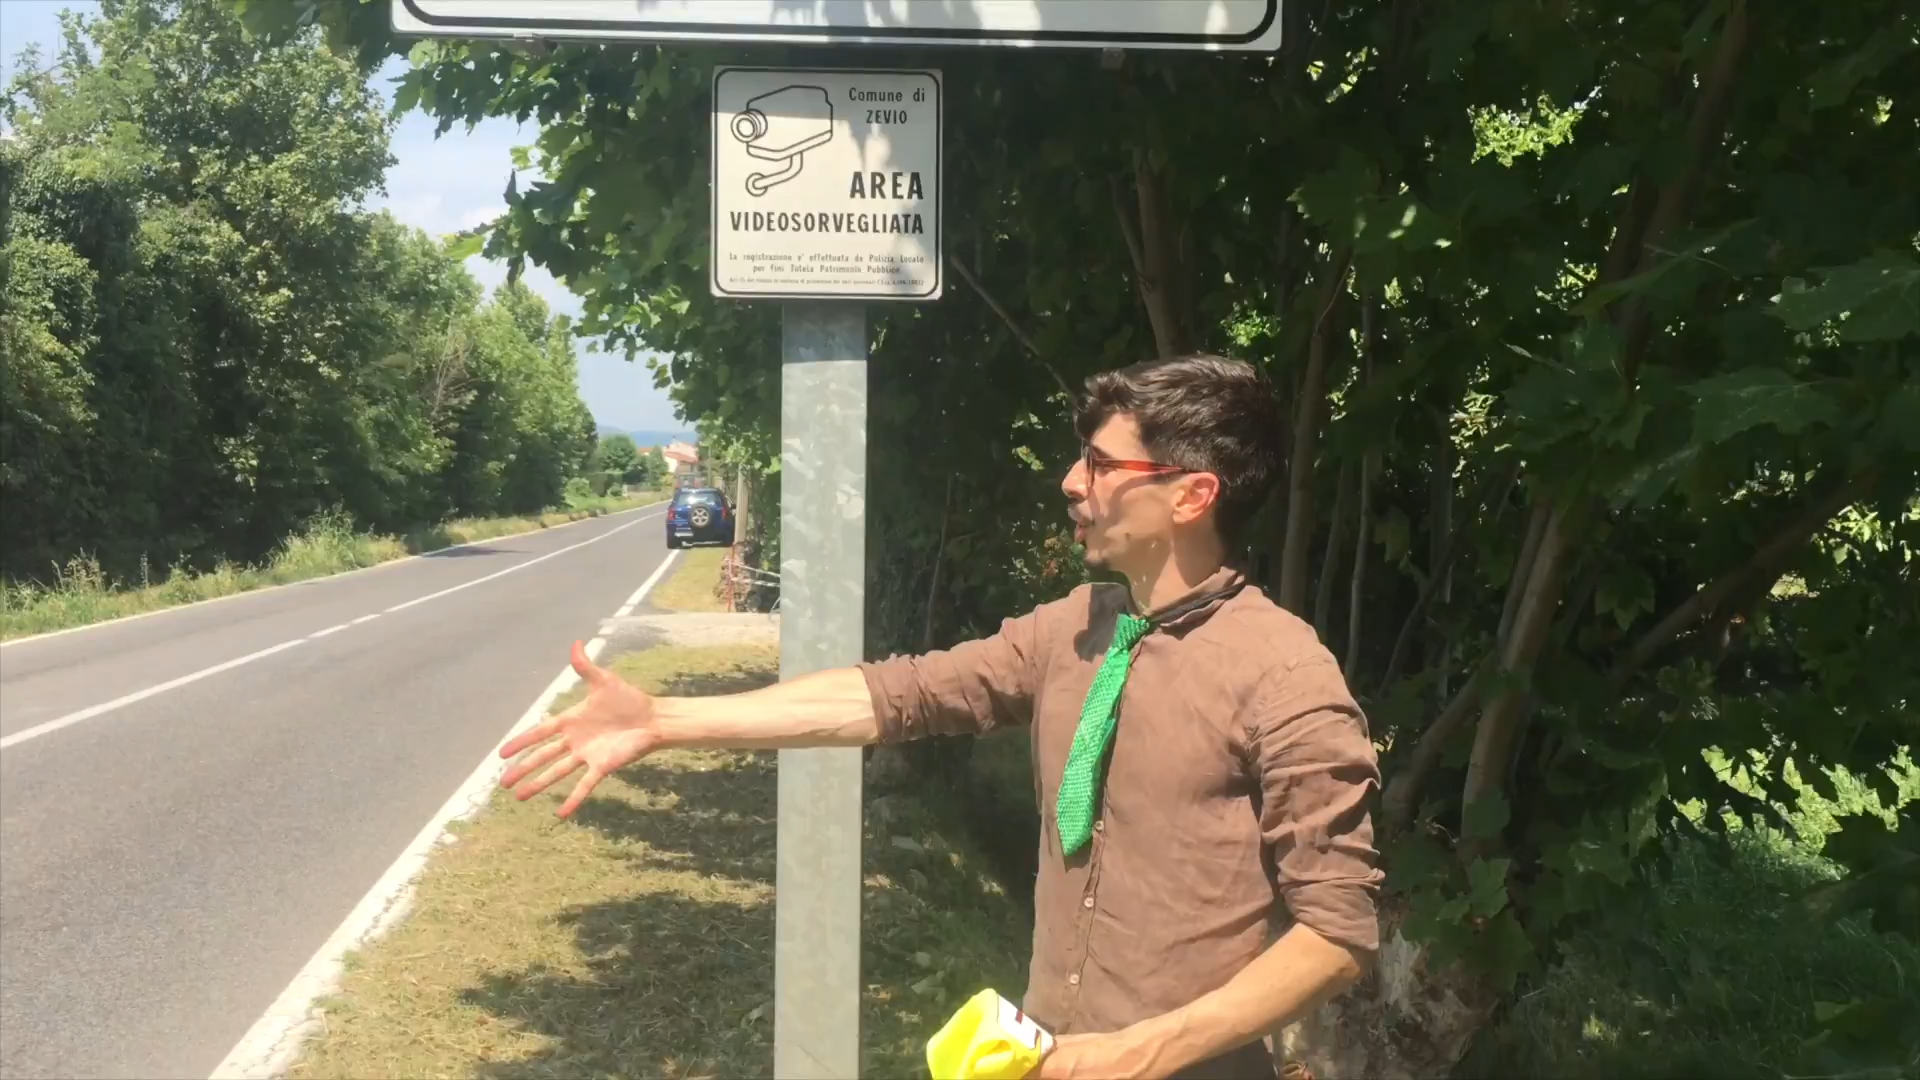 Comune di
ZEVIO
AREA
VIDEOSORVEGLIATA
La registrazione e' effettuata da Polizia Locale
per fini Tutela Patrimonio Pubblico